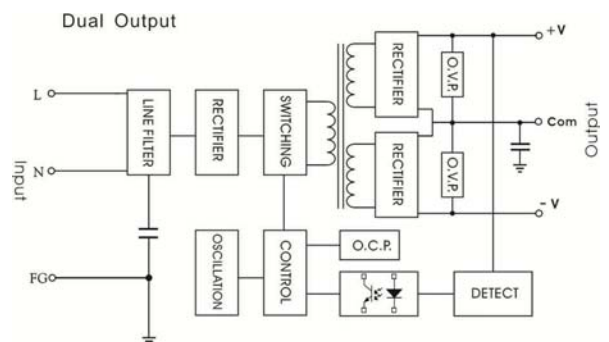 Dual Output
L
N
FG
Input
LINE FILTER
RECTIFIER
SWITCHING
RECTIFIER
RECTIFIER
O.V.P.
O.V.P.
+V
Com
- V
Output
OSCILLATION
CONTROL
O.C.P.
DETECT